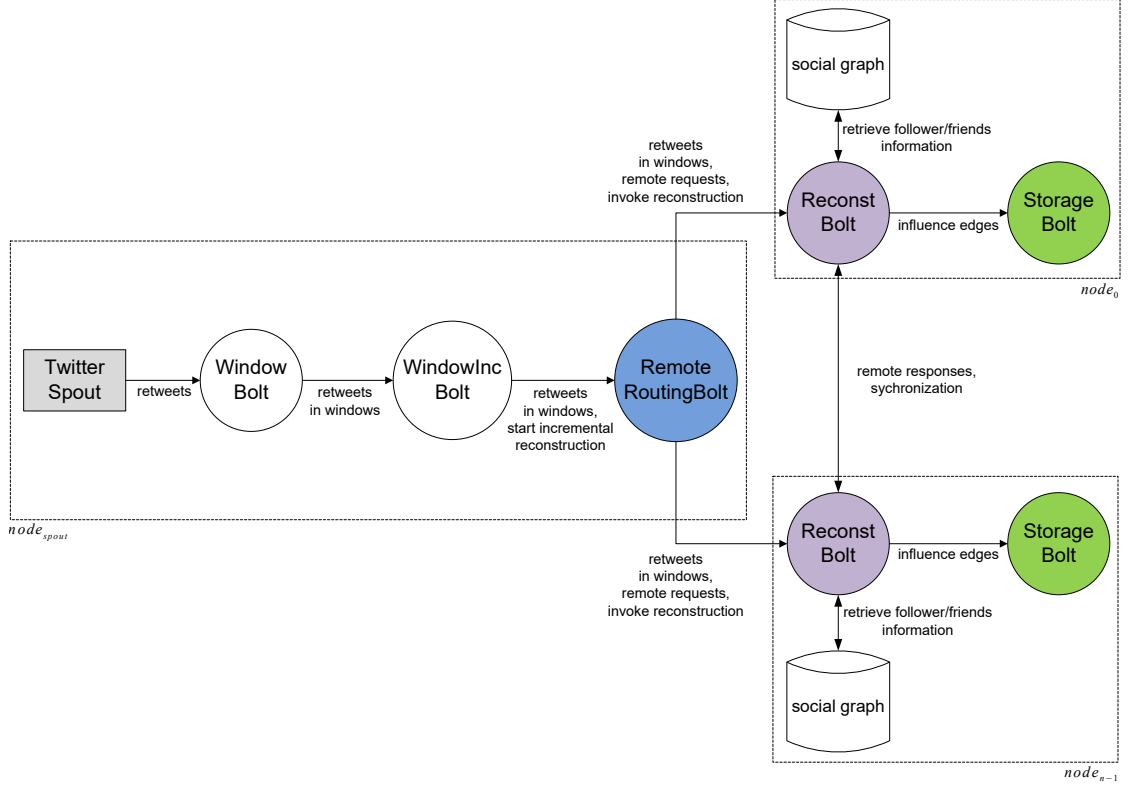 social graph
retrieve follower/friends
information
retweets
in windows,
remote requests,
invoke reconstruction
Reconst
Bolt
influence edges
Storage
Bolt
node0
Twitter
Spout
retweets
Window
Bolt
retweets
in windows
WindowInc
Bolt
retweets
in windows,
start incremental
reconstruction
Remote
RoutingBolt
remote responses,
sychronization
nodespout
retweets
in windows,
remote requests,
invoke reconstruction
Reconst
Bolt
influence edges
Storage
Bolt
retrieve follower/friends
information
social graph
noden−1